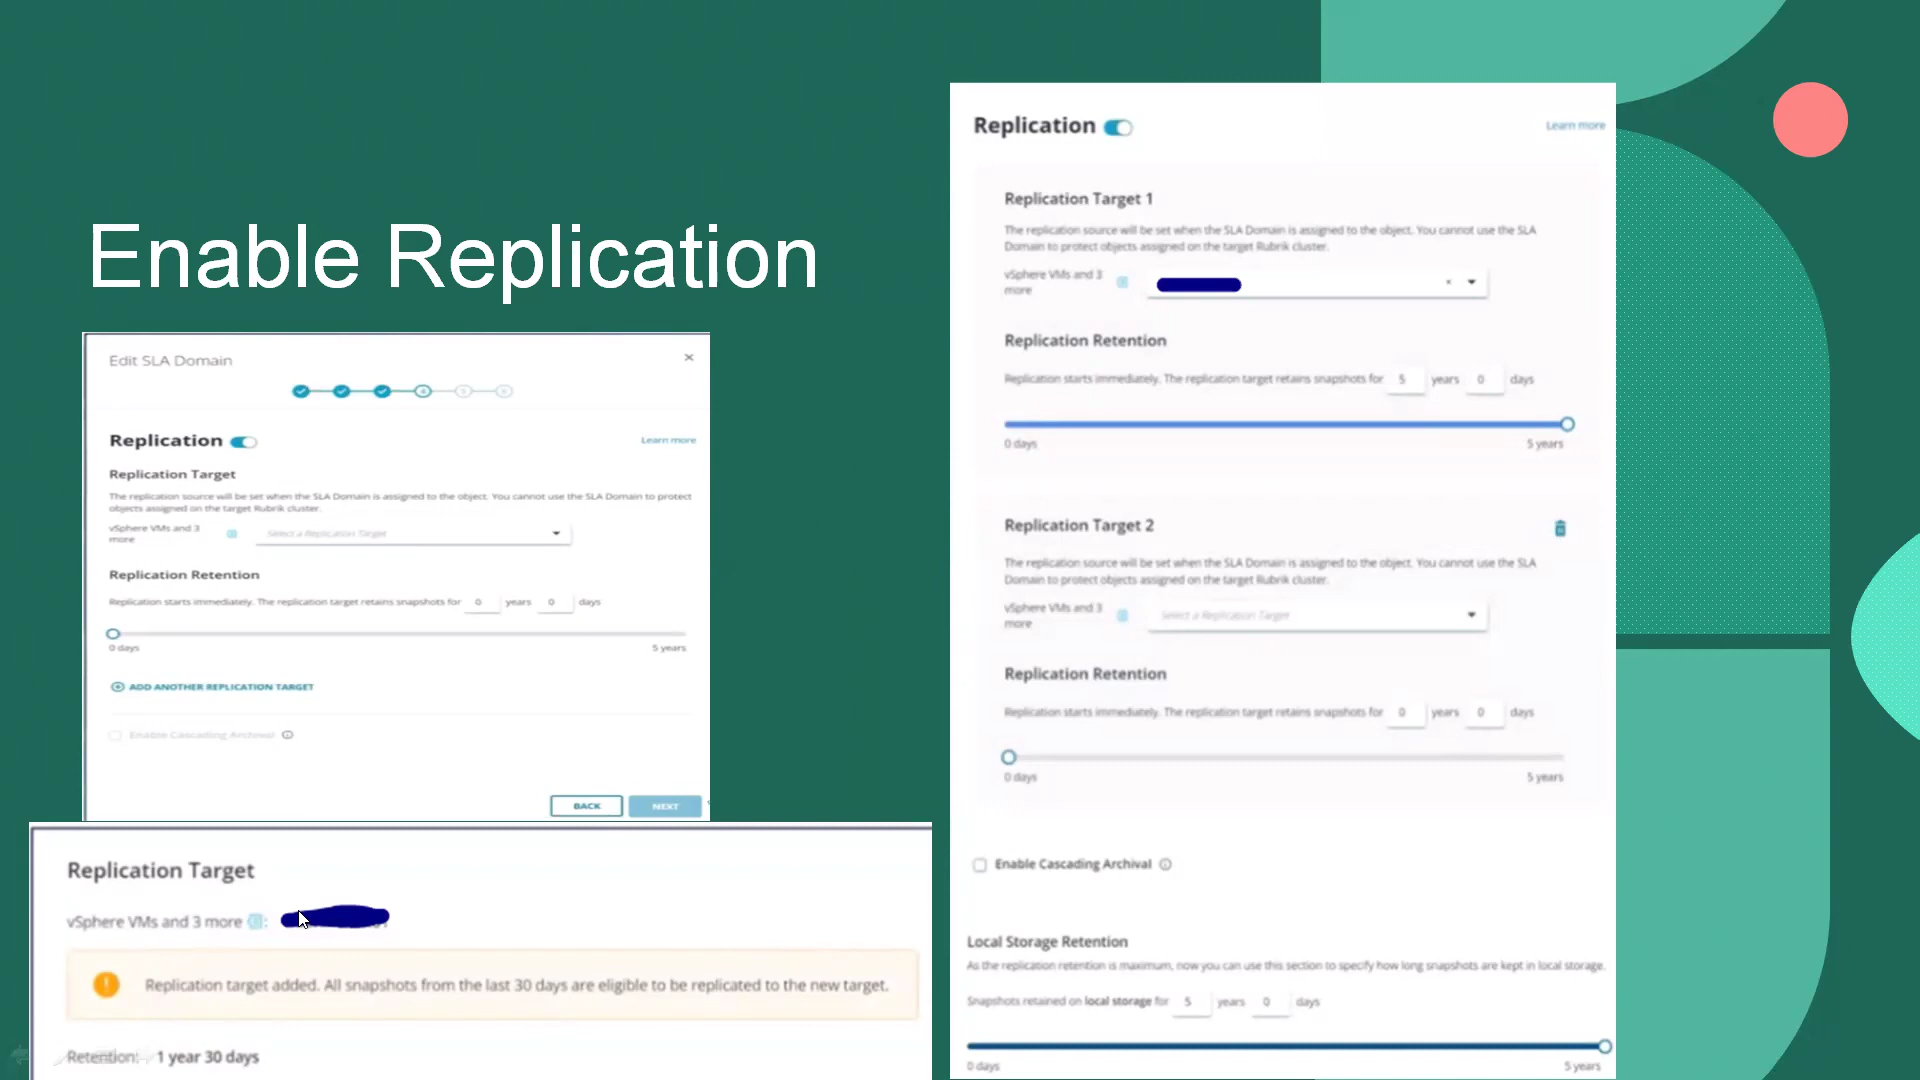 Enable Replication
Edit SLA Domain
Replication
Learn more
Replication Target
The replication source will be set when the SLA Domain is assigned to the object. You cannot use the SLA Domain to protect
objects assigned on the target Rubrik cluster.
vSphere VMs and 3
more
Select a Replication Target
Replication Retention
Replication starts immediately. The replication target retains snapshots for 0 years 0 days
0 days
5 years
ADD ANOTHER REPLICATION TARGET
Enable Cascading Archival
BACK
NEXT
Replication Target
vSphere VMs and 3 more :
Replication target added. All snapshots from the last 30 days are eligible to be replicated to the new target.
Retention: 1 year 30 days
Replication
Learn more
Replication Target 1
The replication source will be set when the SLA Domain is assigned to the object. You cannot use the SLA
Domain to protect objects assigned on the target Rubrik cluster.
vSphere VMs and 3
more
Replication Retention
Replication starts immediately. The replication target retains snapshots for 5 years 0 days
0 days
5 years
Replication Target 2
The replication source will be set when the SLA Domain is assigned to the object. You cannot use the SLA
Domain to protect objects assigned on the target Rubrik cluster.
vSphere VMs and 3
more
Select a Replication Target
Replication Retention
Replication starts immediately. The replication target retains snapshots for 0 years 0 days
0 days
5 years
Enable Cascading Archival
Local Storage Retention
As the replication retention is maximum, now you can use this section to specify how long snapshots are kept in local storage.
Snapshots retained on local storage for 5 years 0 days
0 days
5 years